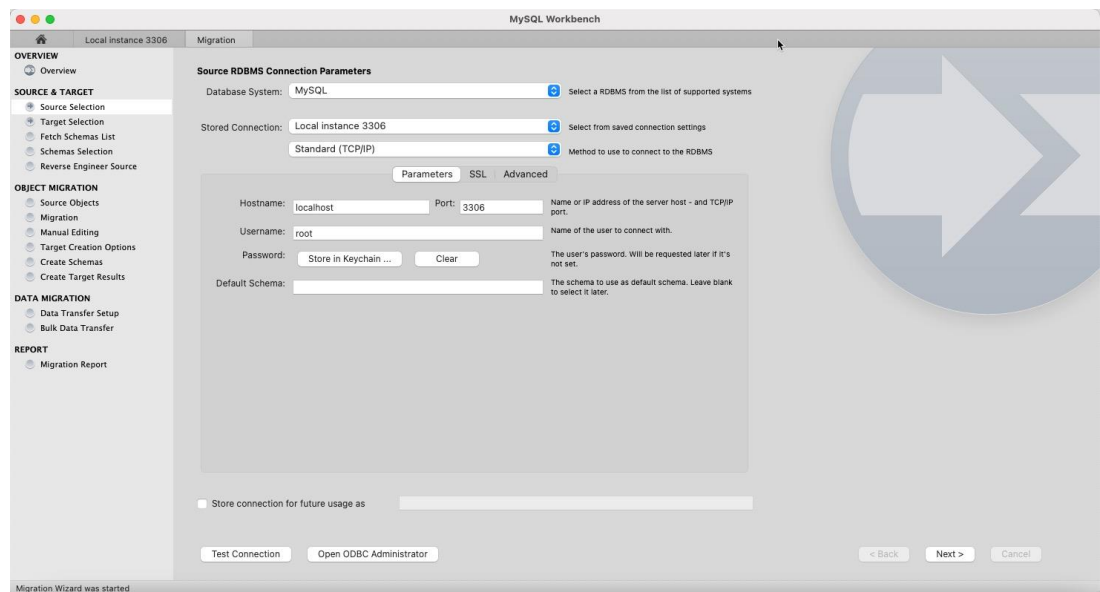 MySQL Workbench
Local instance 3306 Migration
OVERVIEW
Overview
SOURCE & TARGET
Source Selection
Target Selection
Fetch Schemas List
Schemas Selection
Reverse Engineer Source
OBJECT MIGRATION
Source Objects
Migration
Manual Editing
Target Creation Options
Create Schemas
Create Target Results
DATA MIGRATION
Data Transfer Setup
Bulk Data Transfer
REPORT
Migration Report
Source RDBMS Connection Parameters
Database System: MySQL Select a RDBMS from the list of supported systems
Stored Connection: Local instance 3306 Select from saved connection settings
Standard (TCP/IP) Method to use to connect to the RDBMS
Parameters SSL Advanced
Hostname: localhost Port: 3306 Name or IP address of the server host - and TCP/IP
port.
Username: root Name of the user to connect with.
Password: Store in Keychain ... Clear The user's password. Will be requested later if it's
not set.
Default Schema: The schema to use as default schema. Leave blank
to select it later.
Store connection for future usage as
Test Connection Open ODBC Administrator < Back Next > Cancel
Migration Wizard was started